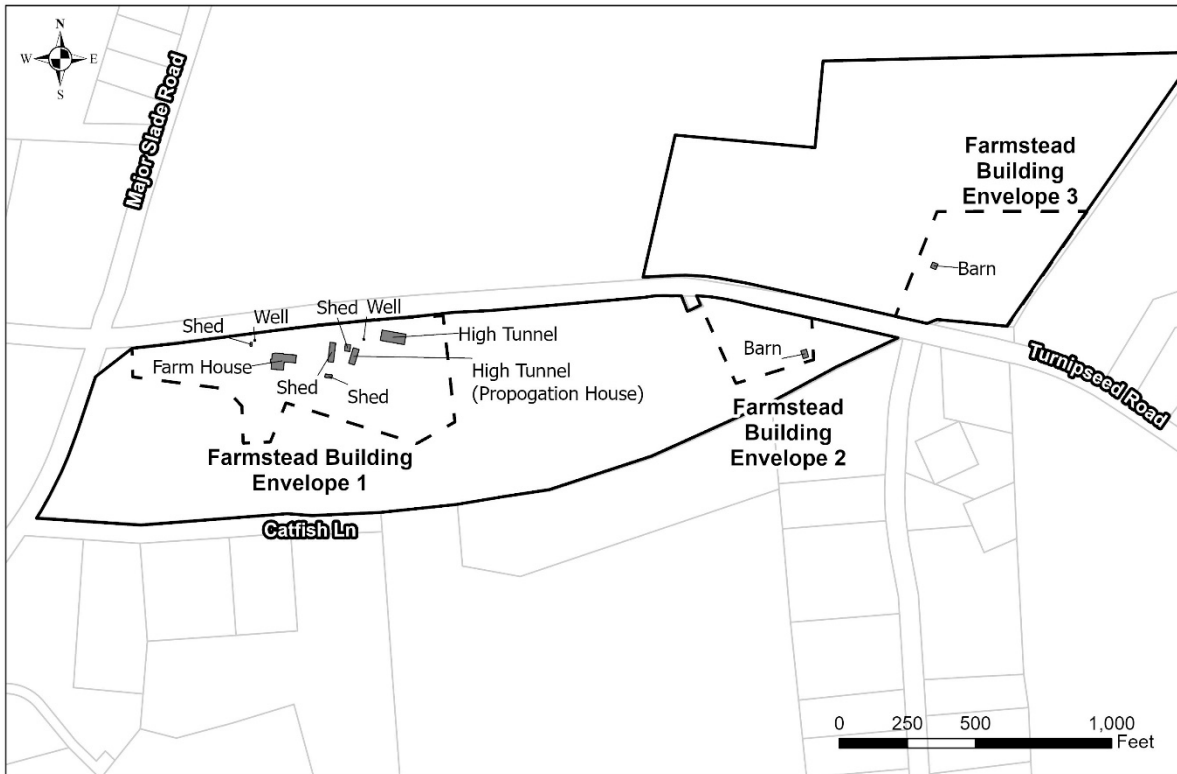 N
W E
S
Major Slade Road
Farmstead
Building
Envelope 3
Barn
Shed
Well
Shed
Well
High Tunnel
Farm House
Shed
Shed
High Tunnel
(Propogation House)
Barn
Turnipseed Road
Farmstead
Building
Envelope 2
Farmstead Building
Envelope 1
Catfish Ln
0 250 500 1,000
Feet